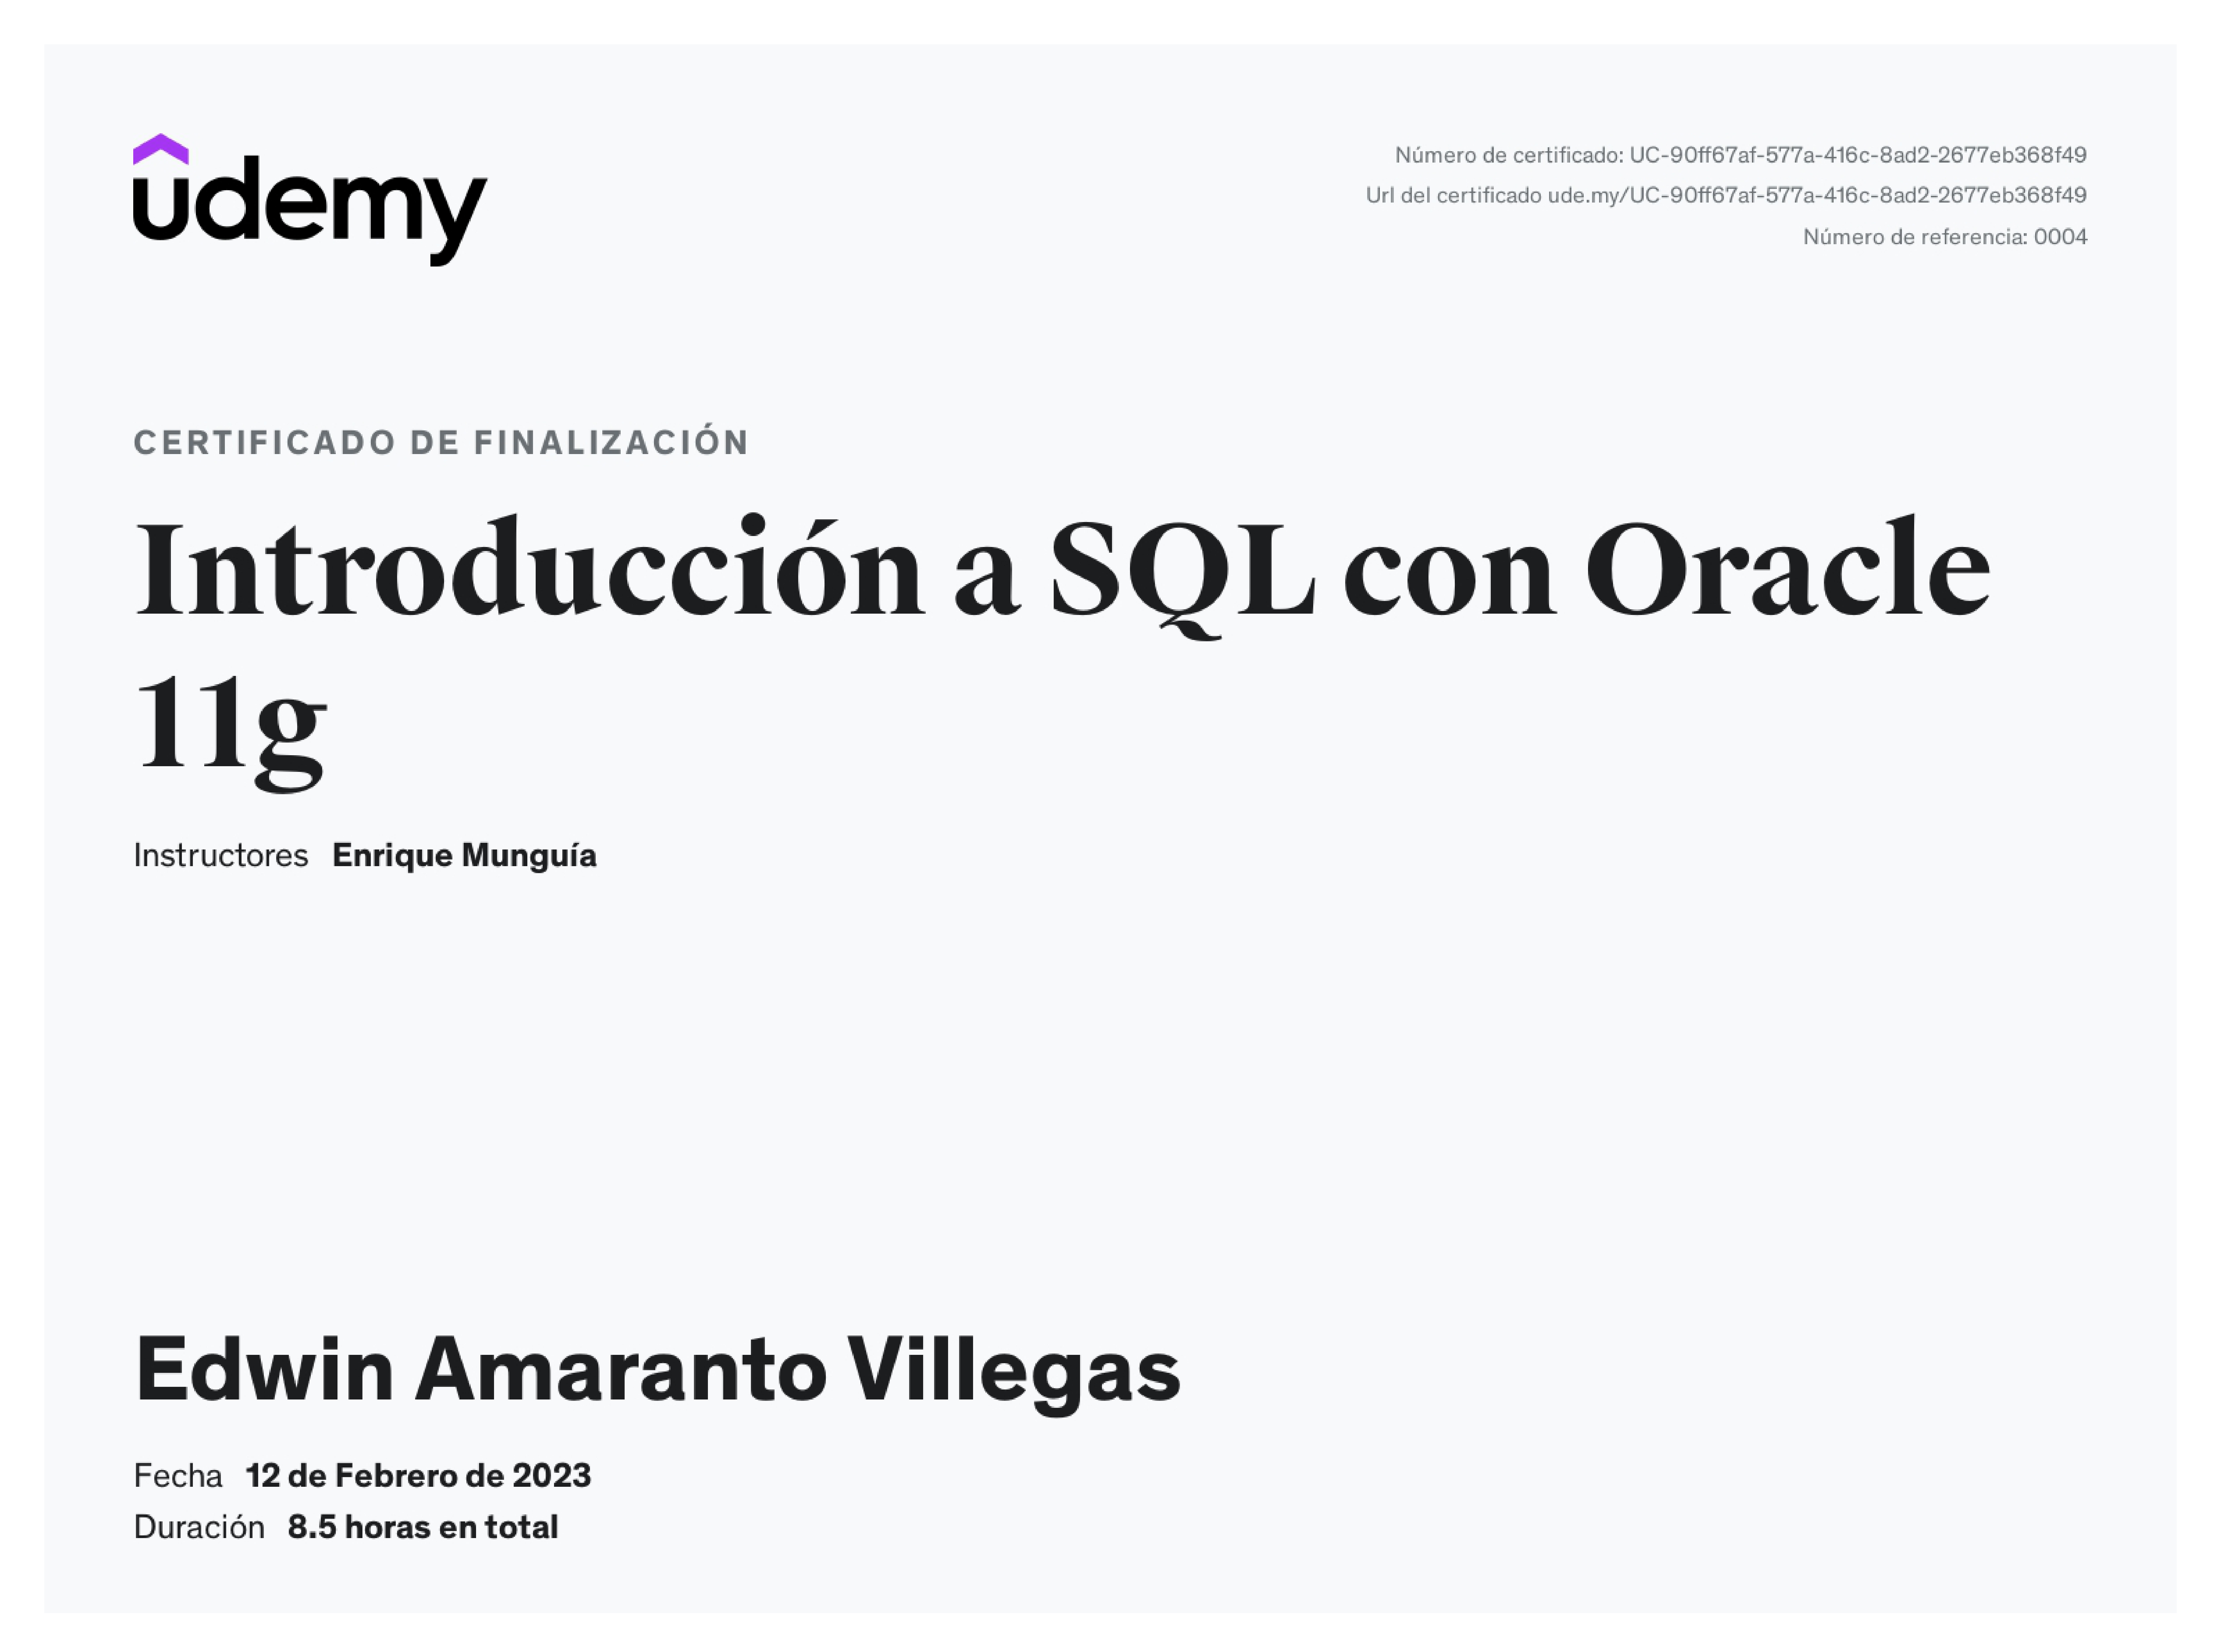 udemy
Número de certificado: UC-90ff67af-577a-416c-8ad2-2677eb368f49
Url del certificado ude.my/UC-90ff67af-577a-416c-8ad2-2677eb368f49
Número de referencia: 0004
CERTIFICADO DE FINALIZACIÓN
Introducción a SQL con Oracle
11g
Instructores Enrique Munguía
Edwin Amaranto Villegas
Fecha 12 de Febrero de 2023
Duración 8.5 horas en total